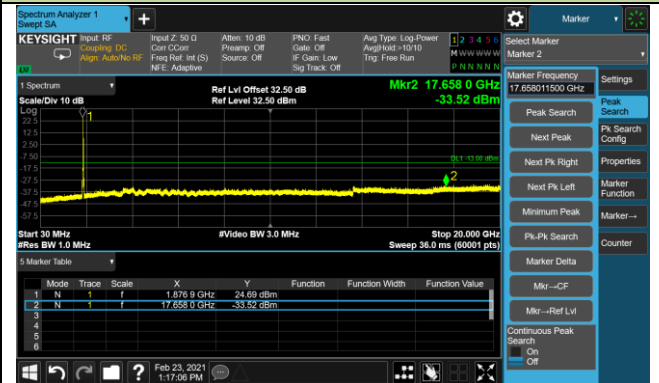 Spectrum Analyzer 1
Swept SA
+
Marker
KEYSIGHT
Input: RF
Coupling: DC
Align: Auto/No RF
Input Z: 50 Ω
Corr CCorr
Freq Ref: Int (S)
NFE: Adaptive
Atten: 10 dB
Preamp: Off
Source: Off
PNO: Fast
Gate: Off
IF Gain: Low
Sig Track: Off
Avg Type: Log-Power
Avg|Hold:>10/10
Trig: Free Run
1 2 3 4 5 6
M W W W W W
P N N N N N
LXI
Select Marker
Marker 2
1 Spectrum
Ref Lvl Offset 32.50 dB
Mkr2 17.658 0 GHz
Scale/Div 10 dB
Ref Level 32.50 dBm
-33.52 dBm
Log
22.5
12.5
2.50
-7.50
-17.5
-27.5
-37.5
-47.5
-57.5
1
DL1 -13.00 dBm
2
Start 30 MHz
#Video BW 3.0 MHz
Stop 20.000 GHz
#Res BW 1.0 MHz
Sweep 36.0 ms (60001 pts)
5 Marker Table
Mode Trace Scale X Y Function Function Width Function Value
1 N 1 f 1.876 9 GHz 24.69 dBm
2 N 1 f 17.658 0 GHz -33.52 dBm
3
4
5
6
Marker Frequency
17.658011500 GHz
Peak Search
Next Peak
Next Pk Right
Next Pk Left
Minimum Peak
Pk-Pk Search
Marker Delta
Mkr→CF
Mkr→Ref Lvl
Continuous Peak
Search
On
Off
Settings
Peak
Search
Pk Search
Config
Properties
Marker
Function
Marker→
Counter
?
Feb 23, 2021
1:17:06 PM